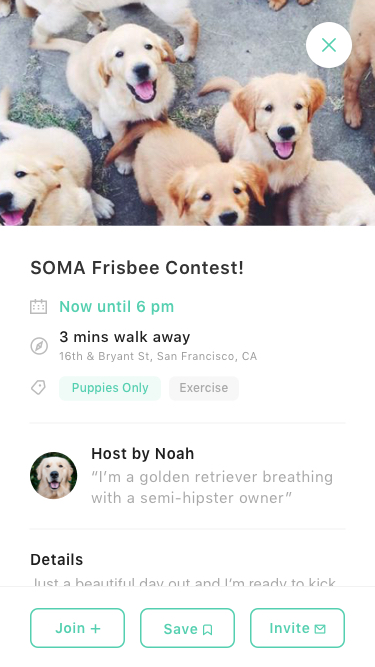 SOMA Frisbee Contest!
Now until 6 pm
3 mins walk away
16th & Bryant St, San Francisco, CA
Puppies Only Exercise
Host by Noah
“I’m a golden retriever breathing
with a semi-hipster owner”
Details
Just a beautiful day out and I’m ready to kick
Join +
Save
Invite